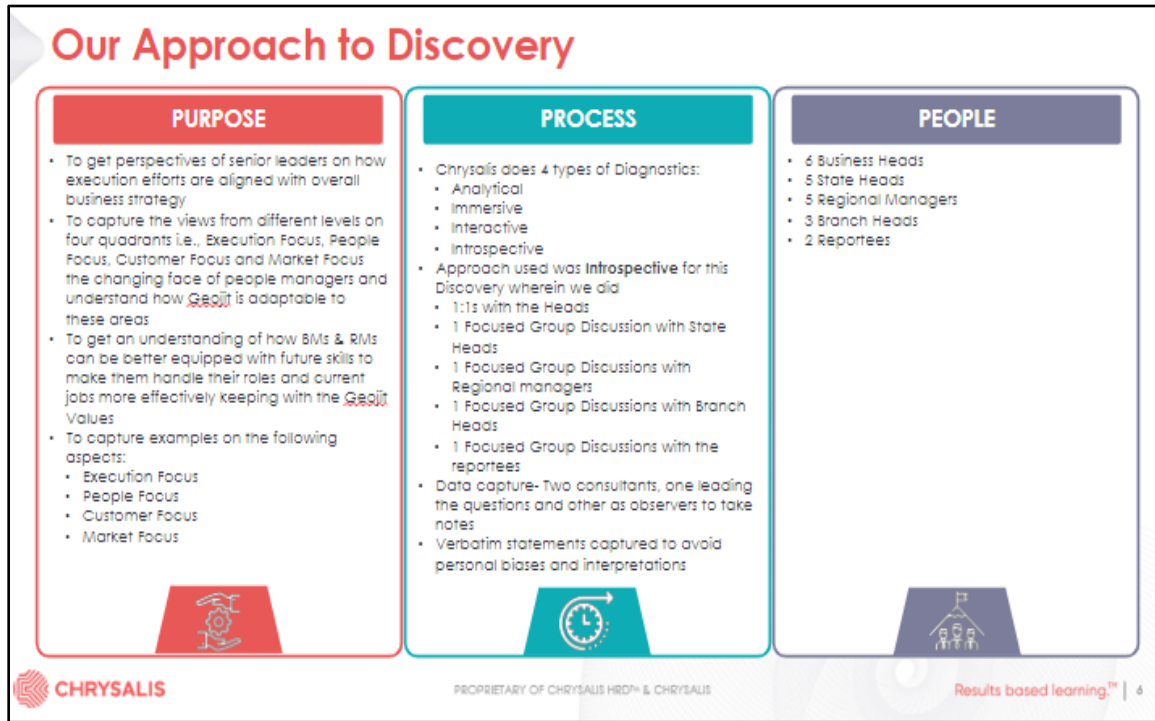 Our Approach to Discovery
PURPOSE
• To get perspectives of senior leaders on how
execution efforts are aligned with overall
business strategy
• To capture the views from different levels on
four quadrants i.e., Execution Focus, People
Focus, Customer Focus and Market Focus
the changing face of people managers and
understand how Geojit is adaptable to
these areas
• To get an understanding of how BMs & RMs
can be better equipped with future skills to
make them handle their roles and current
jobs more effectively keeping with the Geojit
Values
• To capture examples on the following
aspects:
• Execution Focus
• People Focus
• Customer Focus
• Market Focus
PROCESS
• Chrysalis does 4 types of Diagnostics:
• Analytical
• Immersive
• Interactive
• Introspective
• Approach used was Introspective for this
Discovery wherein we did
• 1:1s with the Heads
• 1 Focused Group Discussion with State
Heads
• 1 Focused Group Discussions with
Regional managers
• 1 Focused Group Discussions with Branch
Heads
• 1 Focused Group Discussions with the
reportees
• Data capture- Two consultants, one leading
the questions and other as observers to take
notes
• Verbatim statements captured to avoid
personal biases and interpretations
PEOPLE
• 6 Business Heads
• 5 State Heads
• 5 Regional Managers
• 3 Branch Heads
• 2 Reportees
CHRYSALIS
PROPRIETARY OF CHRYSALIS HRD™ & CHRYSALIS
Results based learning.™ | 6